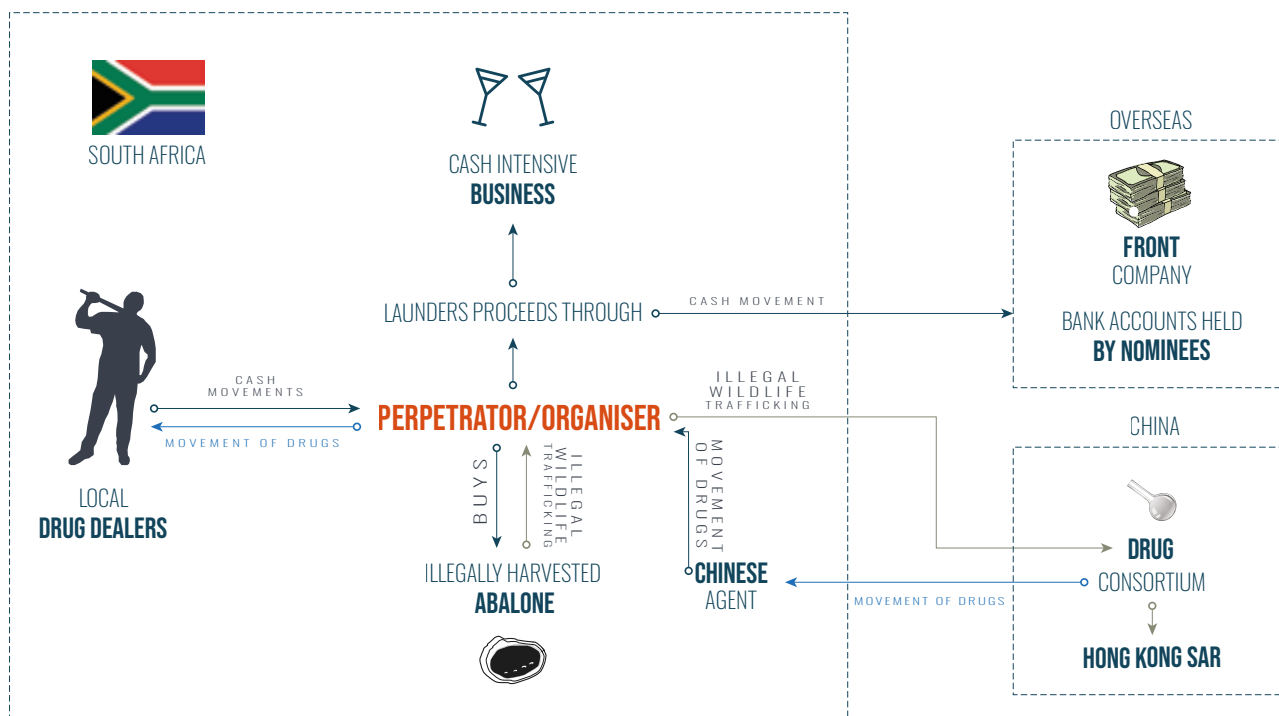 SOUTH AFRICA
CASH INTENSIVE
BUSINESS
OVERSEAS
FRONT
COMPANY
BANK ACCOUNTS HELD
BY NOMINEES
LAUNDERS PROCEEDS THROUGH
CASH MOVEMENT
CASH
MOVEMENTS
MOVEMENT OF DRUGS
LOCAL
DRUG DEALERS
PERPETRATOR/ORGANISER
ILLEGAL
WILDLIFE
TRAFFICKING
BUYS
ILLEGAL
WILDLIFE
TRAFFICKING
MOVEMENT
OF DRUGS
ILLEGALLY HARVESTED
ABALONE
CHINESE
AGENT
MOVEMENT OF DRUGS
CHINA
DRUG
CONSORTIUM
HONG KONG SAR